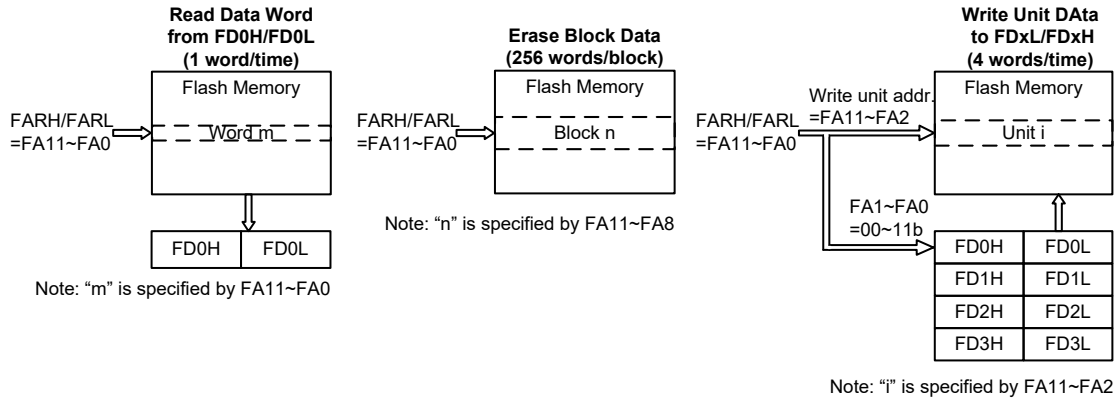 Read Data Word
from FD0H/FD0L
(1 word/time)
Flash Memory
FARH/FARL
=FA11~FA0
Word m
FD0H FD0L
Note: “m” is specified by FA11~FA0
Erase Block Data
(256 words/block)
Flash Memory
FARH/FARL
=FA11~FA0
Block n
Note: “n” is specified by FA11~FA8
Write Unit DAta
to FDxL/FDxH
(4 words/time)
Flash Memory
Write unit addr.
=FA11~FA2
FARH/FARL
=FA11~FA0
Unit i
FA1~FA0
=00~11b
FD0H FD0L
FD1H FD1L
FD2H FD2L
FD3H FD3L
Note: “i” is specified by FA11~FA2